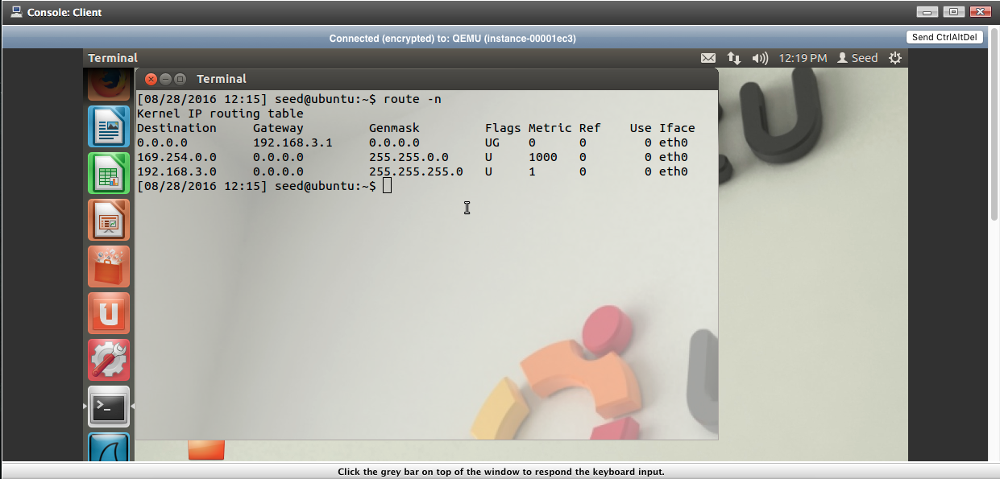 Console: Client
Connected (encrypted) to: QEMU (instance-00001ec3)
Send CtrlAltDel
Terminal
12:19 PM Seed
Terminal
[08/28/2016 12:15] seed@ubuntu:~$ route -n
Kernel IP routing table
Destination Gateway Genmask Flags Metric Ref Use Iface
0.0.0.0 192.168.3.1 0.0.0.0 UG 0 0 0 eth0
169.254.0.0 0.0.0.0 255.255.0.0 U 1000 0 0 eth0
192.168.3.0 0.0.0.0 255.255.255.0 U 1 0 0 eth0
[08/28/2016 12:15] seed@ubuntu:~$
Click the grey bar on top of the window to respond the keyboard input.